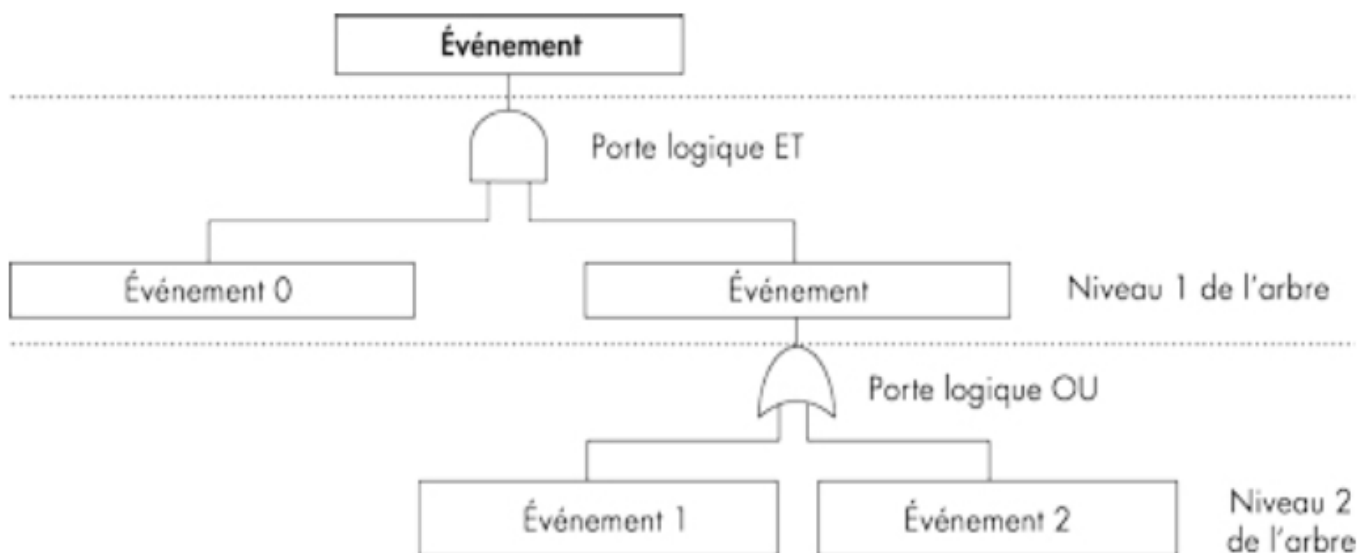 Événement
Porte logique ET
Événement 0
Événement
Niveau 1 de l'arbre
Porte logique OU
Événement 1
Événement 2
Niveau 2
de l'arbre